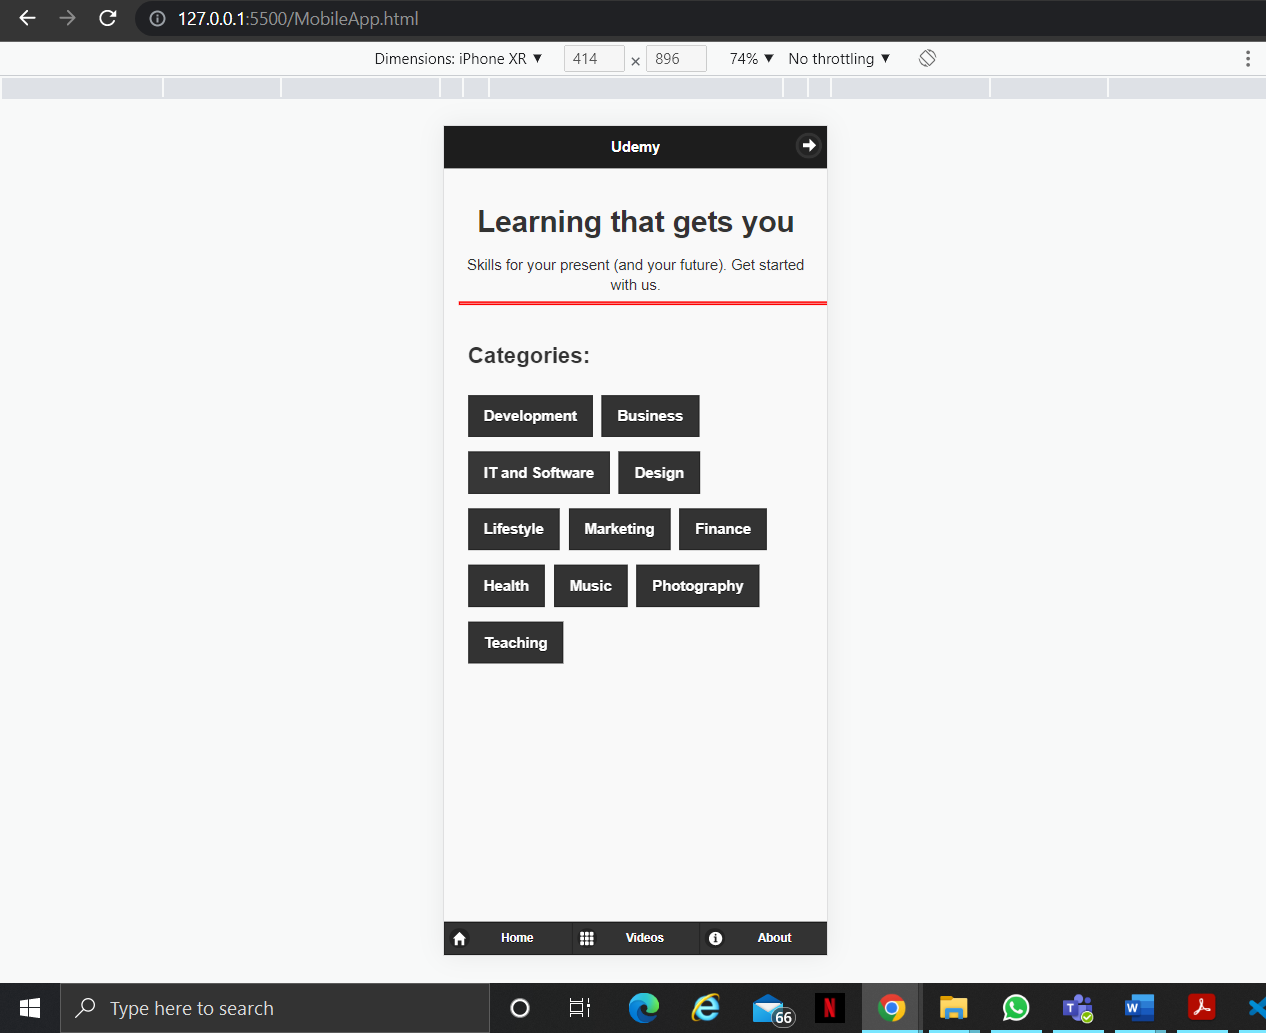 127.0.0.1:5500/MobileApp.html
Dimensions: iPhone XR ▼ 414 × 896 74% ▼ No throttling ▼
Udemy
Learning that gets you
Skills for your present (and your future). Get started
with us.
Categories:
Development Business
IT and Software Design
Lifestyle Marketing Finance
Health Music Photography
Teaching
Home Videos About
Type here to search 66